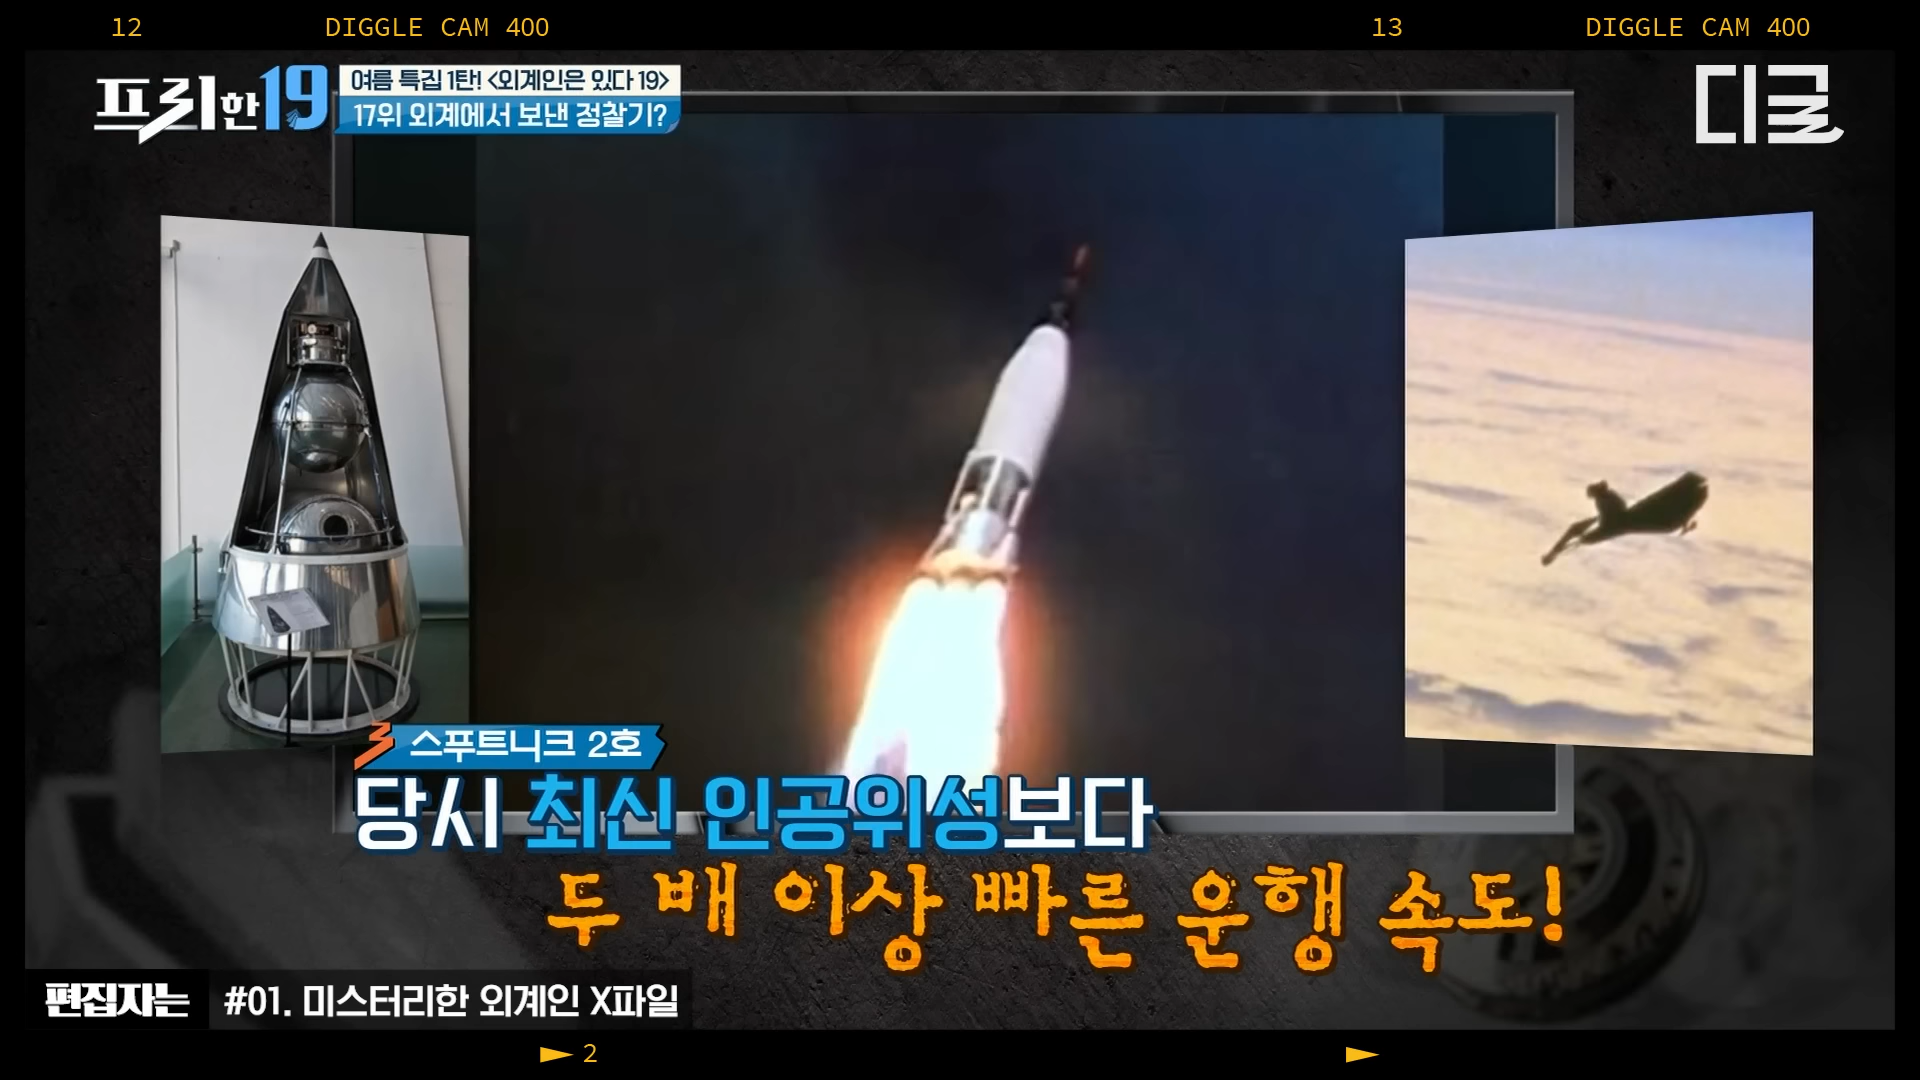 12 DIGGLE CAM 400 13 DIGGLE CAM 400
프리한19
여름 특집 1탄! <외계인은 있다 19>
17위 외계에서 보낸 정찰기?
디글
스푸트니크 2호
당시 최신 인공위성보다
두 배 이상 빠른 운행 속도!
편집자는
#01. 미스터리한 외계인 X파일
2